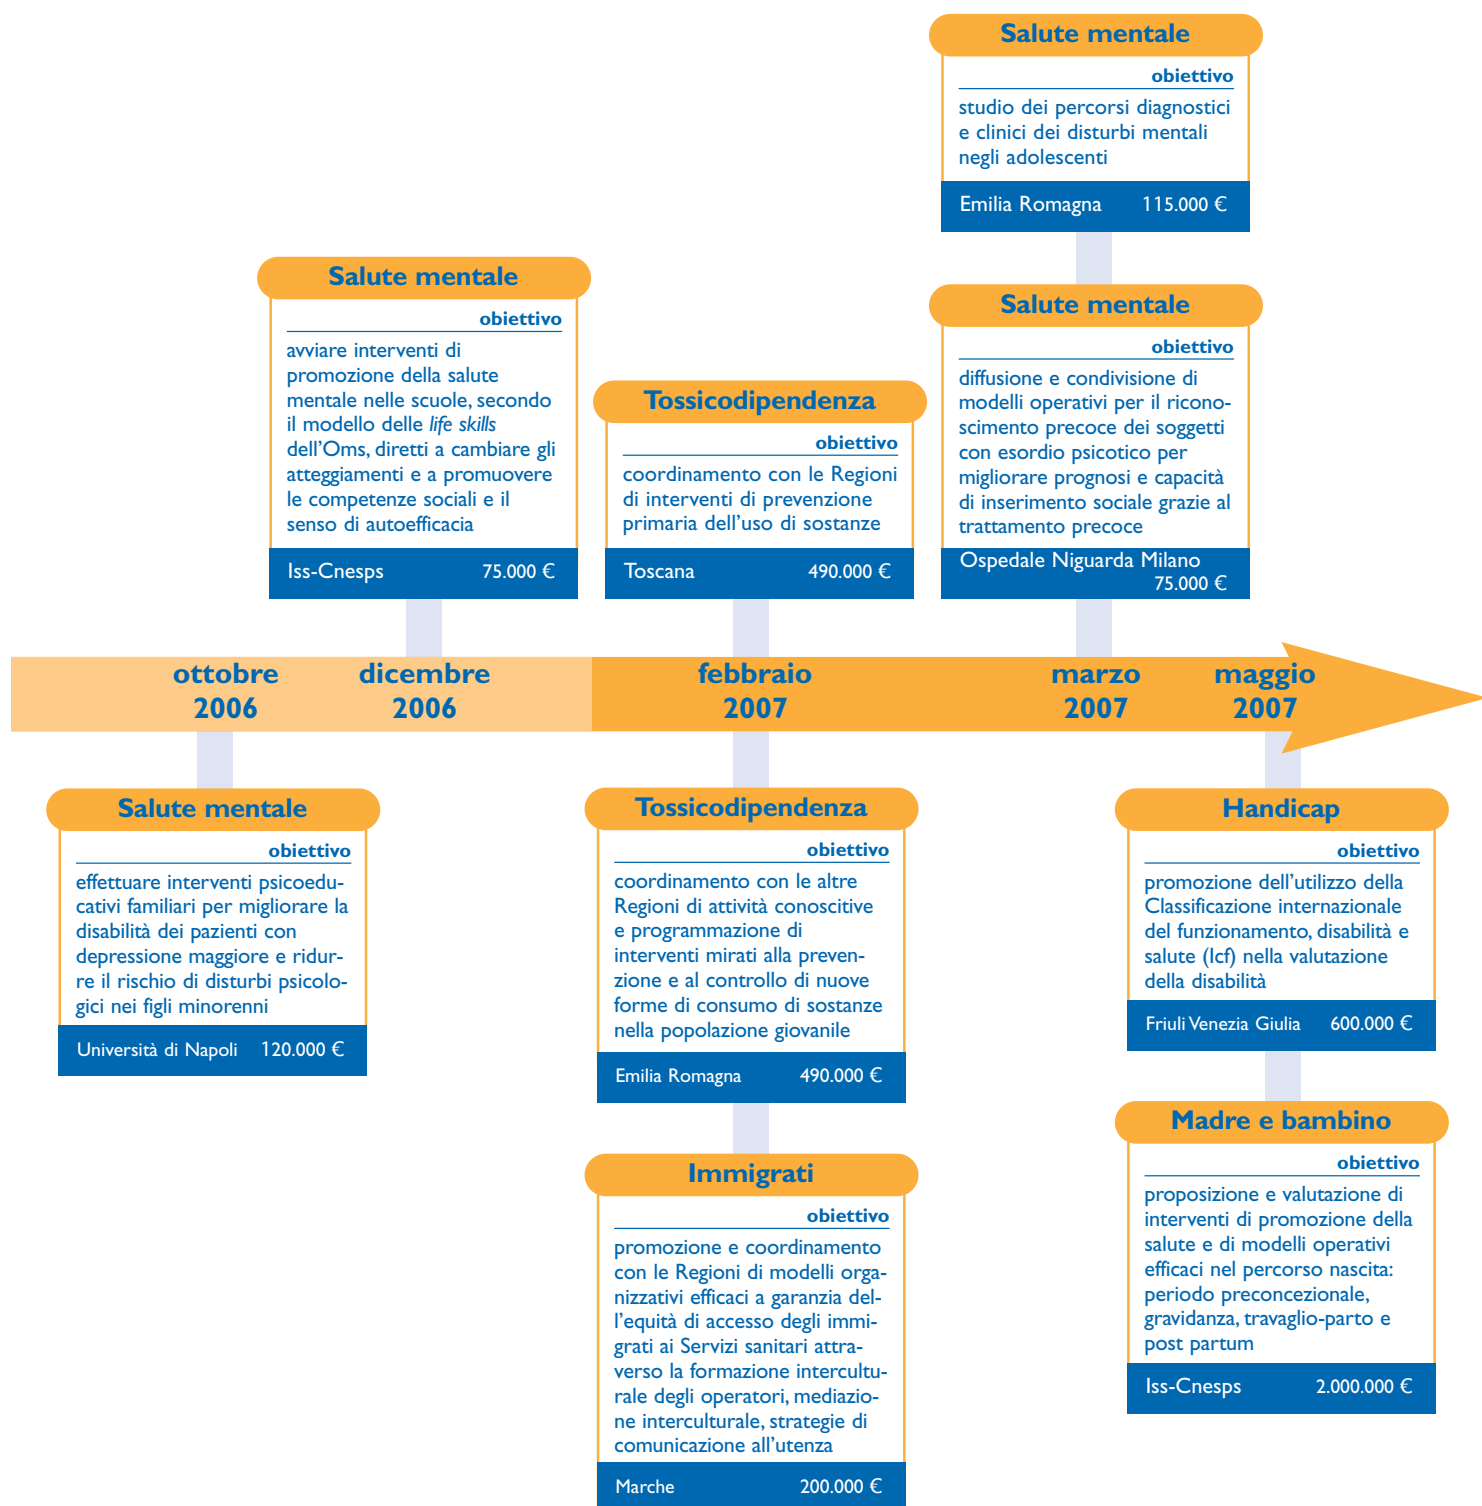 Salute mentale
obiettivo
studio dei percorsi diagnostici
e clinici dei disturbi mentali
negli adolescenti
Emilia Romagna 115.000 €
Salute mentale
obiettivo
avviare interventi di
promozione della salute
mentale nelle scuole, secondo
il modello delle life skills
dell'Oms, diretti a cambiare gli
atteggiamenti e a promuovere
le competenze sociali e il
senso di autoefficacia
Iss-Cnesps 75.000 €
Tossicodipendenza
obiettivo
coordinamento con le Regioni
di interventi di prevenzione
primaria dell'uso di sostanze
Toscana 490.000 €
Salute mentale
obiettivo
diffusione e condivisione di
modelli operativi per il ricono-
scimento precoce dei soggetti
con esordio psicotico per
migliorare prognosi e capacità
di inserimento sociale grazie al
trattamento precoce
Ospedale Niguarda Milano
75.000 €
ottobre
2006
dicembre
2006
febbraio
2007
marzo
2007
maggio
2007
Salute mentale
obiettivo
effettuare interventi psicoedu-
cativi familiari per migliorare la
disabilità dei pazienti con
depressione maggiore e ridur-
re il rischio di disturbi psicolo-
gici nei figli minorenni
Università di Napoli 120.000 €
Tossicodipendenza
obiettivo
coordinamento con le altre
Regioni di attività conoscitive
e programmazione di
interventi mirati alla preven-
zione e al controllo di nuove
forme di consumo di sostanze
nella popolazione giovanile
Emilia Romagna 490.000 €
Immigrati
obiettivo
promozione e coordinamento
con le Regioni di modelli orga-
nizzativi efficaci a garanzia del-
l'equità di accesso degli immi-
grati ai Servizi sanitari attra-
verso la formazione intercultu-
rale degli operatori, mediazio-
ne interculturale, strategie di
comunicazione all'utenza
Marche 200.000 €
Handicap
obiettivo
promozione dell'utilizzo della
Classificazione internazionale
del funzionamento, disabilità e
salute (Icf) nella valutazione
della disabilità
Friuli Venezia Giulia 600.000 €
Madre e bambino
obiettivo
proposizione e valutazione di
interventi di promozione della
salute e di modelli operativi
efficaci nel percorso nascita:
periodo preconcezionale,
gravidanza, travaglio-parto e
post partum
Iss-Cnesps 2.000.000 €